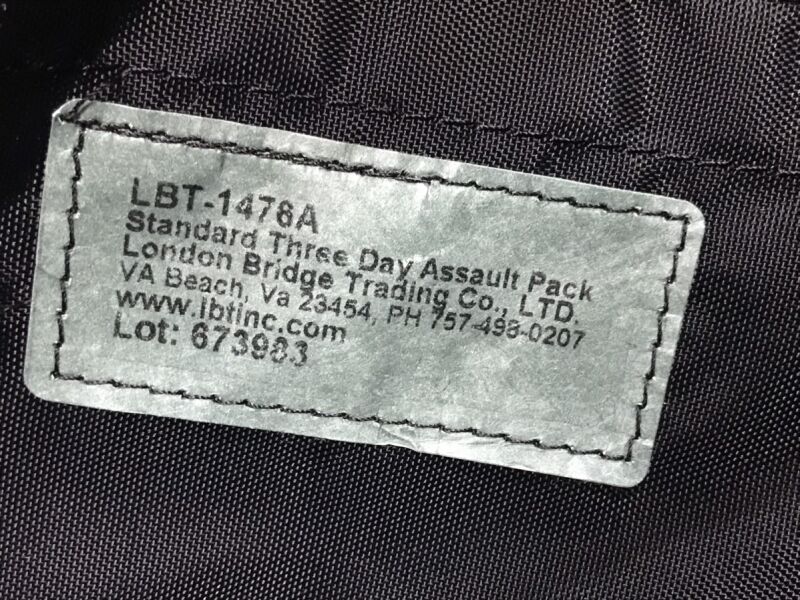 LBT-1476A
Standard Three Day Assault Pack
London Bridge Trading Co., LTD.
VA Beach, Va 23454, PH 757-498-0207
www.lbtinc.com
Lot: 673983